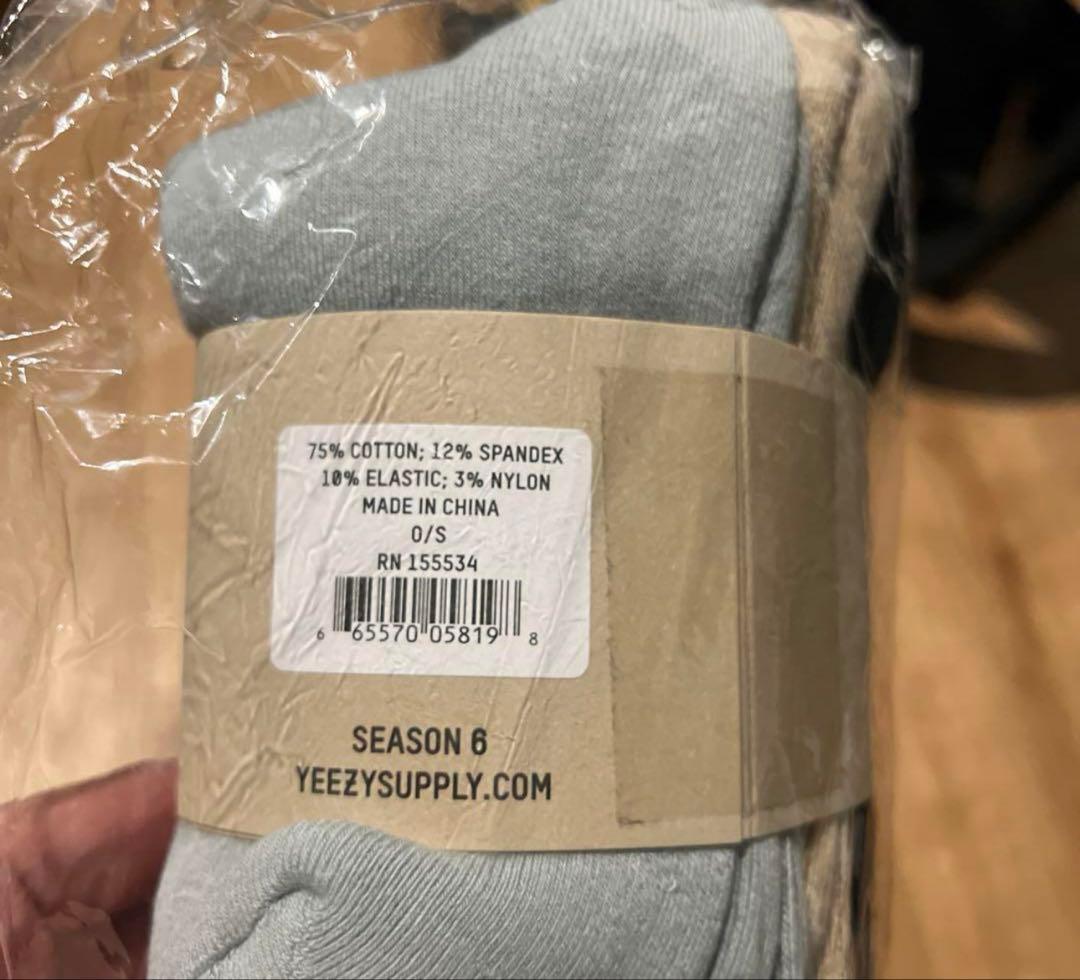 75% COTTON; 12% SPANDEX
10% ELASTIC; 3% NYLON
MADE IN CHINA
O/S
RN 155534
6 65570 05819 8
SEASON 6
YEEZYSUPPLY.COM